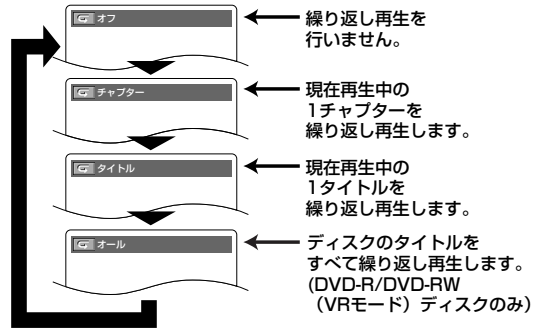 オフ
繰り返し再生を
行いません。
チャプター
現在再生中の
1チャプターを
繰り返し再生します。
タイトル
現在再生中の
1タイトルを
繰り返し再生します。
オール
ディスクのタイトルを
すべて繰り返し再生します。
(DVD-R/DVD-RW
（VRモード）ディスクのみ）